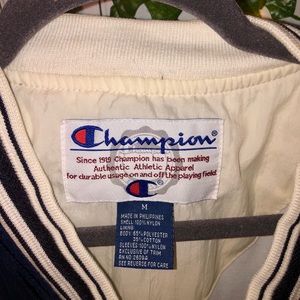 Champion®
Since 1919 Champion has been making
Authentic Athletic Apparel
for durable usage on and off the playing field.
M
MADE IN PHILIPPINES
SHELL: 100% NYLON
LINING
BODY: 65% POLYESTER
35% COTTON
SLEEVES: 100% NYLON
EXCLUSIVE OF TRIM
RN 26094
SEE REVERSE FOR CARE